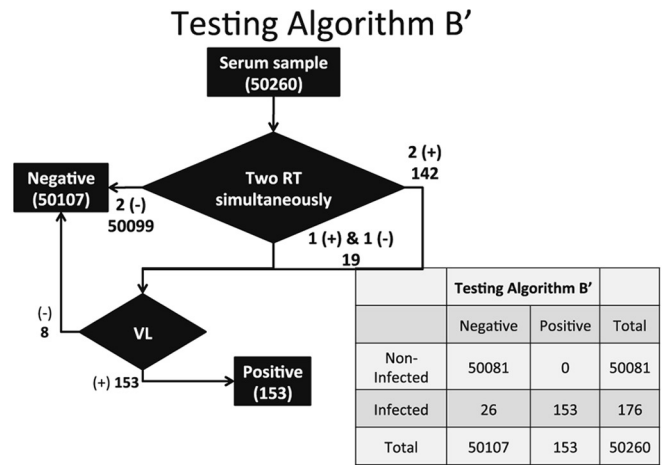 Testing Algorithm B’
Serum sample
(50260)
Two RT
simultaneously
2 (+)
142
Negative
(50107)
2 (-)
50099
1 (+) & 1 (-)
19
(-)
8
VL
(+) 153
Positive
(153)
Testing Algorithm B’
Negative Positive Total
Non-
Infected 50081 0 50081
Infected 26 153 176
Total 50107 153 50260